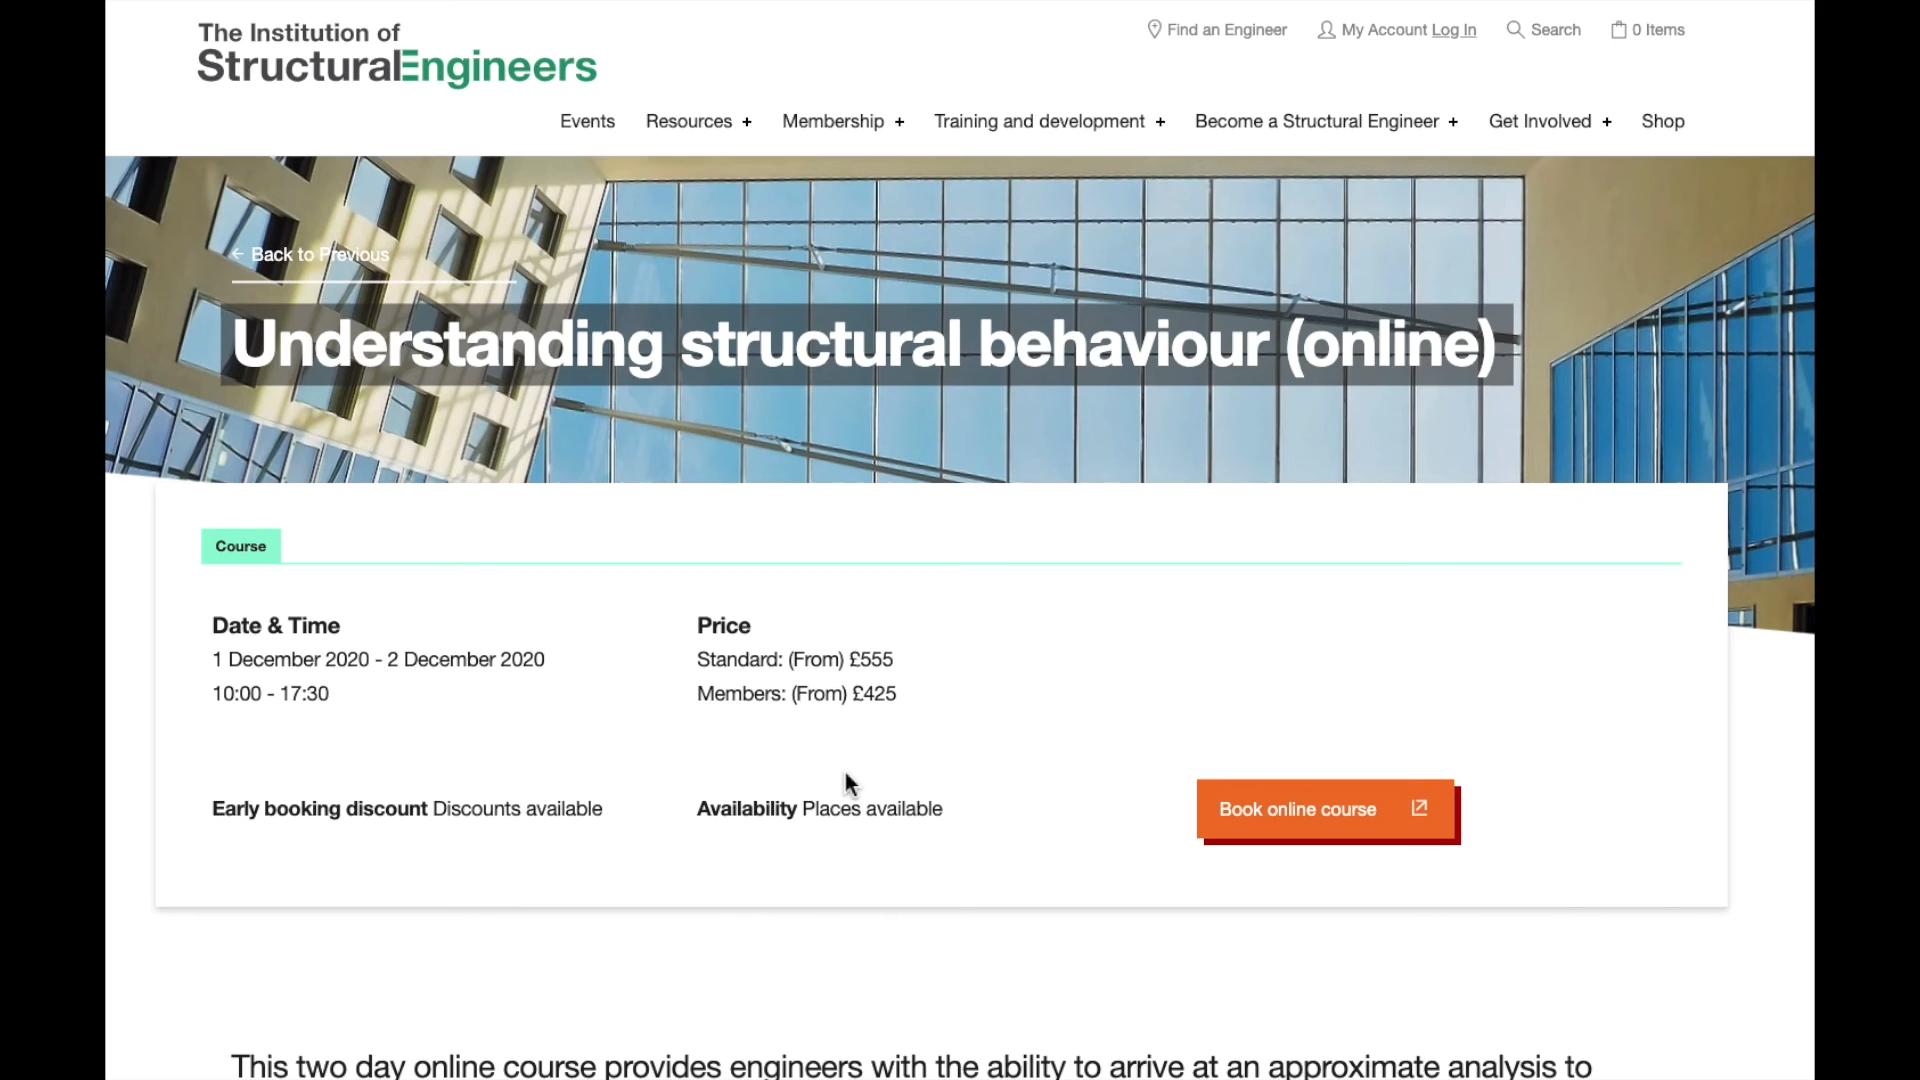 The Institution of
StructuralEngineers
Find an Engineer
My Account Log In
Search
0 Items
Events
Resources +
Membership +
Training and development +
Become a Structural Engineer +
Get Involved +
Shop
← Back to Previous
Understanding structural behaviour (online)
Course
Date & Time
1 December 2020 - 2 December 2020
10:00 - 17:30
Price
Standard: (From) £555
Members: (From) £425
Early booking discount Discounts available
Availability Places available
Book online course
This two day online course provides engineers with the ability to arrive at an approximate analysis to